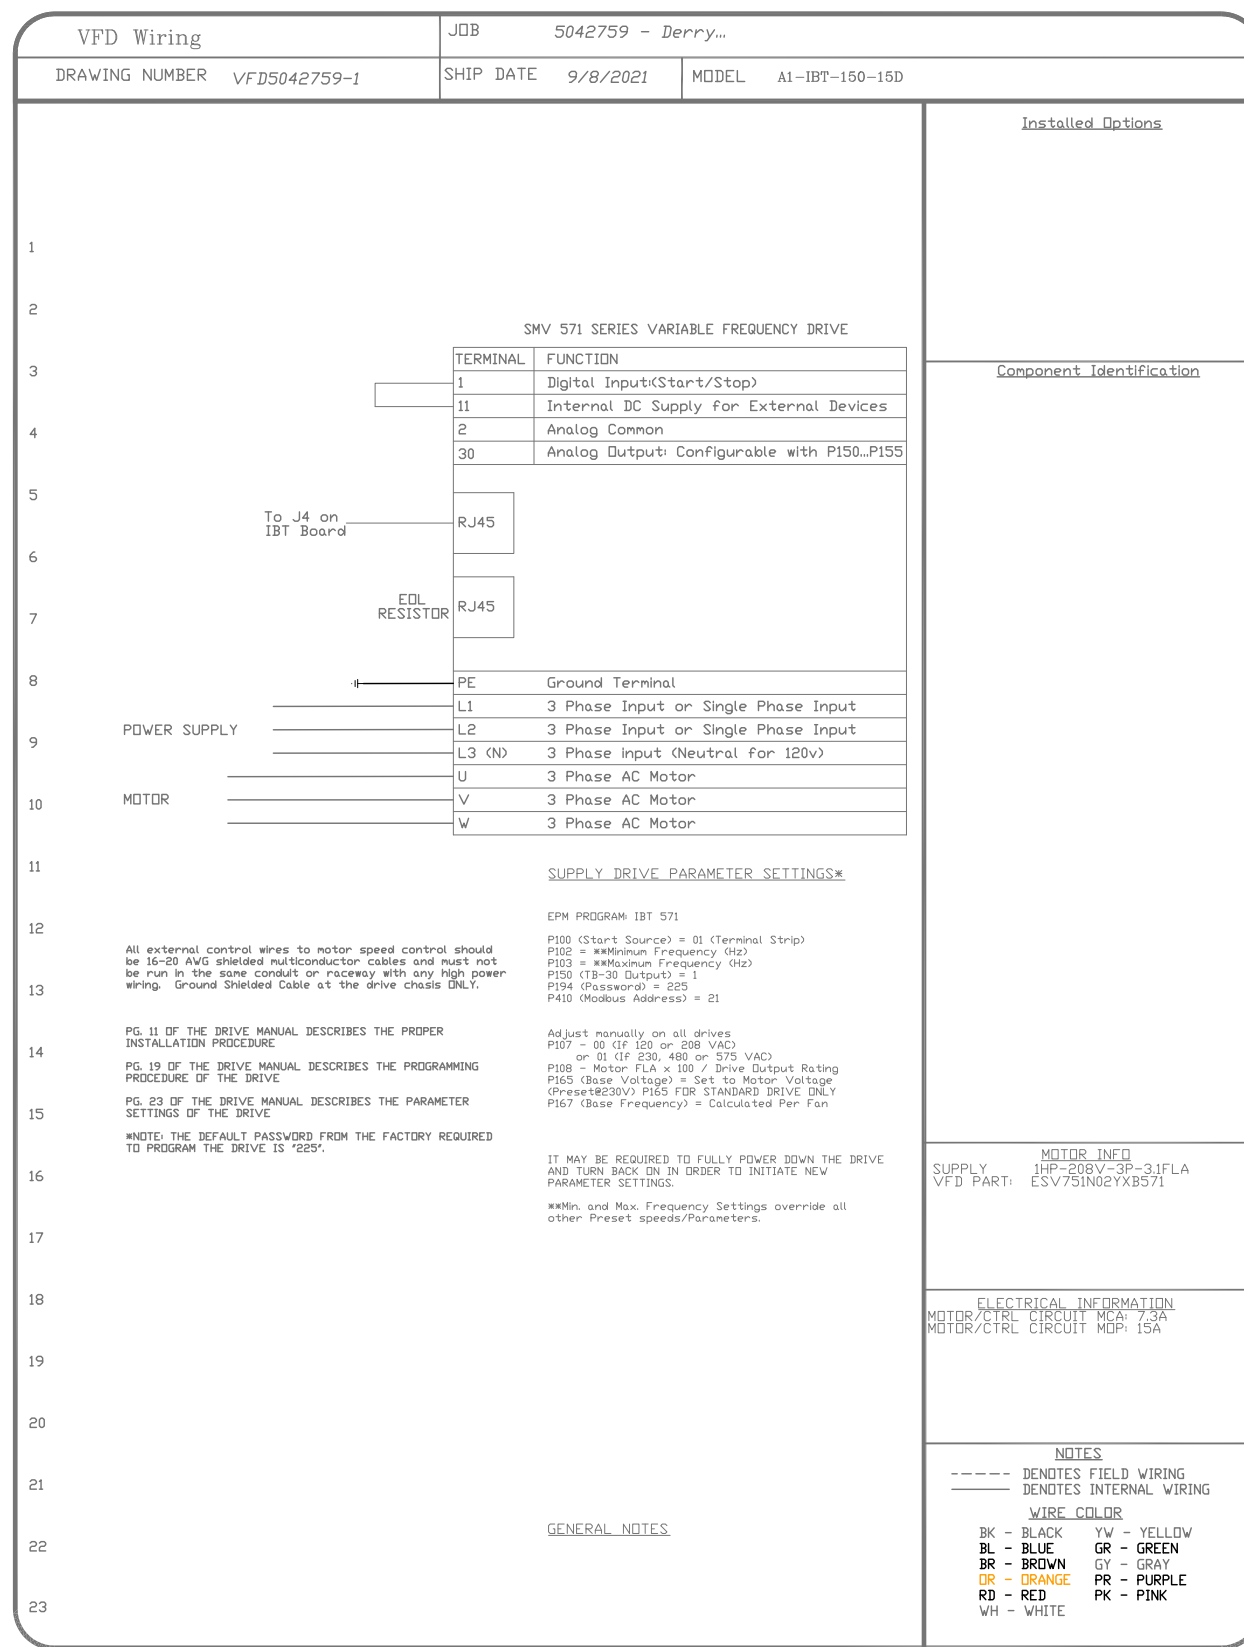 VFD Wiring
JOB 5042759 - Derry...
DRAWING NUMBER VFD5042759-1
SHIP DATE 9/8/2021
MODEL A1-IBT-150-15D
Installed Options
1
2
3
4
5
6
7
8
9
10
11
12
13
14
15
16
17
18
19
20
21
22
23
SMV 571 SERIES VARIABLE FREQUENCY DRIVE
TERMINAL FUNCTION
1 Digital Input:(Start/Stop)
11 Internal DC Supply for External Devices
2 Analog Common
30 Analog Output: Configurable with P150...P155
To J4 on
IBT Board
RJ45
EOL
RESISTOR
RJ45
PE Ground Terminal
L1 3 Phase Input or Single Phase Input
POWER SUPPLY
L2 3 Phase Input or Single Phase Input
L3 (N) 3 Phase input (Neutral for 120v)
U 3 Phase AC Motor
MOTOR
V 3 Phase AC Motor
W 3 Phase AC Motor
All external control wires to motor speed control should
be 16-20 AWG shielded multiconductor cables and must not
be run in the same conduit or raceway with any high power
wiring. Ground Shielded Cable at the drive chasis ONLY.
PG. 11 OF THE DRIVE MANUAL DESCRIBES THE PROPER
INSTALLATION PROCEDURE
PG. 19 OF THE DRIVE MANUAL DESCRIBES THE PROGRAMMING
PROCEDURE OF THE DRIVE
PG. 23 OF THE DRIVE MANUAL DESCRIBES THE PARAMETER
SETTINGS OF THE DRIVE
*NOTE: THE DEFAULT PASSWORD FROM THE FACTORY REQUIRED
TO PROGRAM THE DRIVE IS "225".
SUPPLY DRIVE PARAMETER SETTINGS*
EPM PROGRAM: IBT 571
P100 (Start Source) = 01 (Terminal Strip)
P102 = **Minimum Frequency (Hz)
P103 = **Maximum Frequency (Hz)
P150 (TB-30 Output) = 1
P194 (Password) = 225
P410 (Modbus Address) = 21
Adjust manually on all drives
P107 - 00 (If 120 or 208 VAC)
or 01 (If 230, 480 or 575 VAC)
P108 - Motor FLA x 100 / Drive Output Rating
P165 (Base Voltage) = Set to Motor Voltage
(Preset@230V) P165 FOR STANDARD DRIVE ONLY
P167 (Base Frequency) = Calculated Per Fan
IT MAY BE REQUIRED TO FULLY POWER DOWN THE DRIVE
AND TURN BACK ON IN ORDER TO INITIATE NEW
PARAMETER SETTINGS.
**Min. and Max. Frequency Settings override all
other Preset speeds/Parameters.
GENERAL NOTES
Component Identification
MOTOR INFO
SUPPLY 1HP-208V-3P-3.1FLA
VFD PART: ESV751N02YXB571
ELECTRICAL INFORMATION
MOTOR/CTRL CIRCUIT MCA: 7.3A
MOTOR/CTRL CIRCUIT MOP: 15A
NOTES
----- DENOTES FIELD WIRING
DENOTES INTERNAL WIRING
WIRE COLOR
BK - BLACK YW - YELLOW
BL - BLUE GR - GREEN
BR - BROWN GY - GRAY
OR - ORANGE PR - PURPLE
RD - RED PK - PINK
WH - WHITE